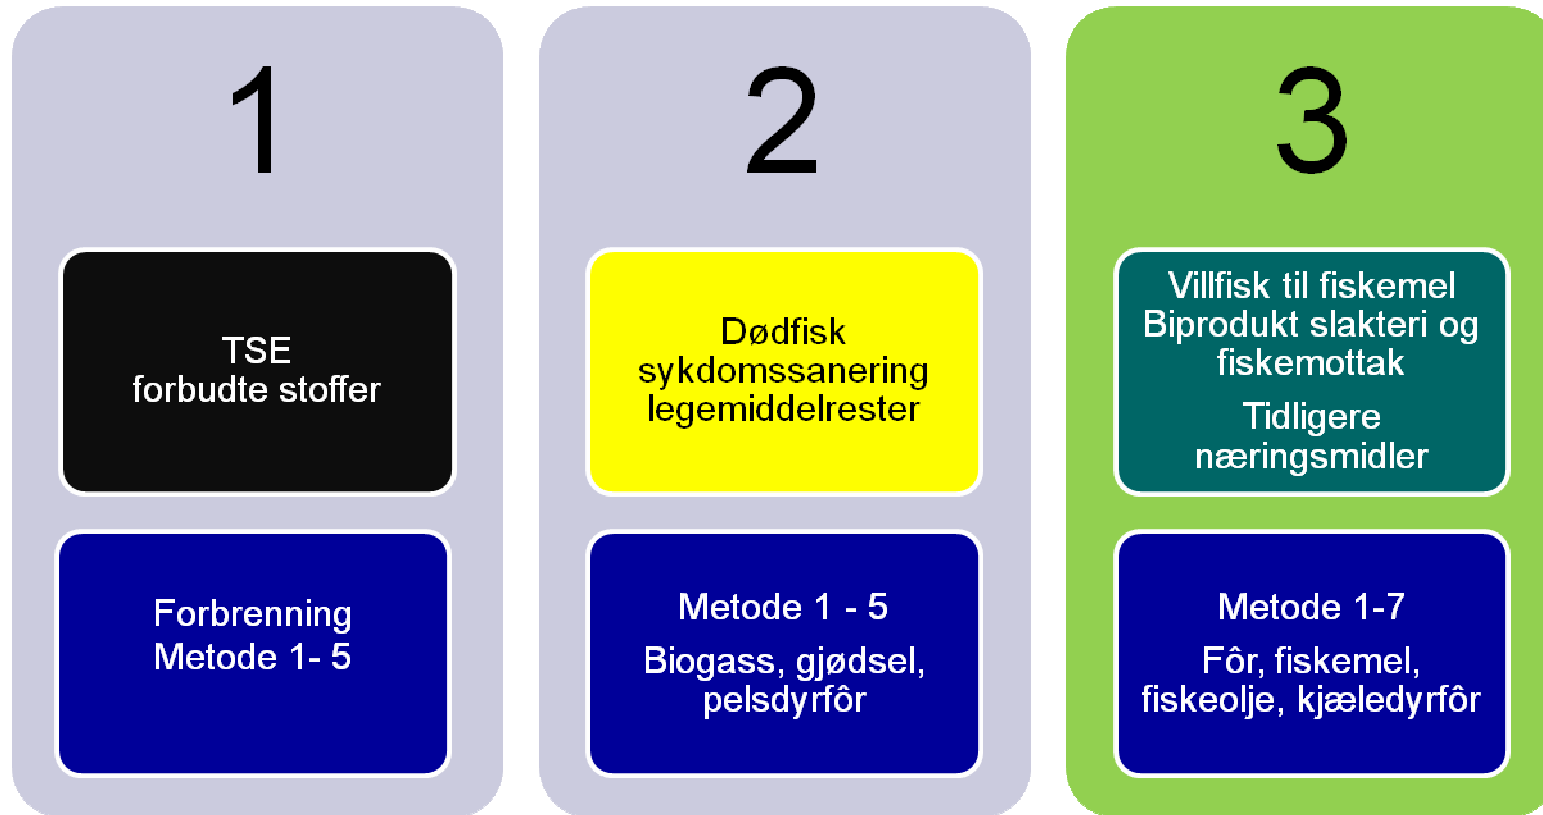 1
TSE
forbudte stoffer
Forbrenning
Metode 1- 5
2
Dødfisk
sykdomssanering
legemiddelrester
Metode 1 - 5
Biogass, gjødsel,
pelsdyrfôr
3
Villfisk til fiskemel
Biprodukt slakteri og
fiskemottak
Tidligere
næringsmidler
Metode 1-7
Fôr, fiskemel,
fiskeolje, kjæledyrfôr